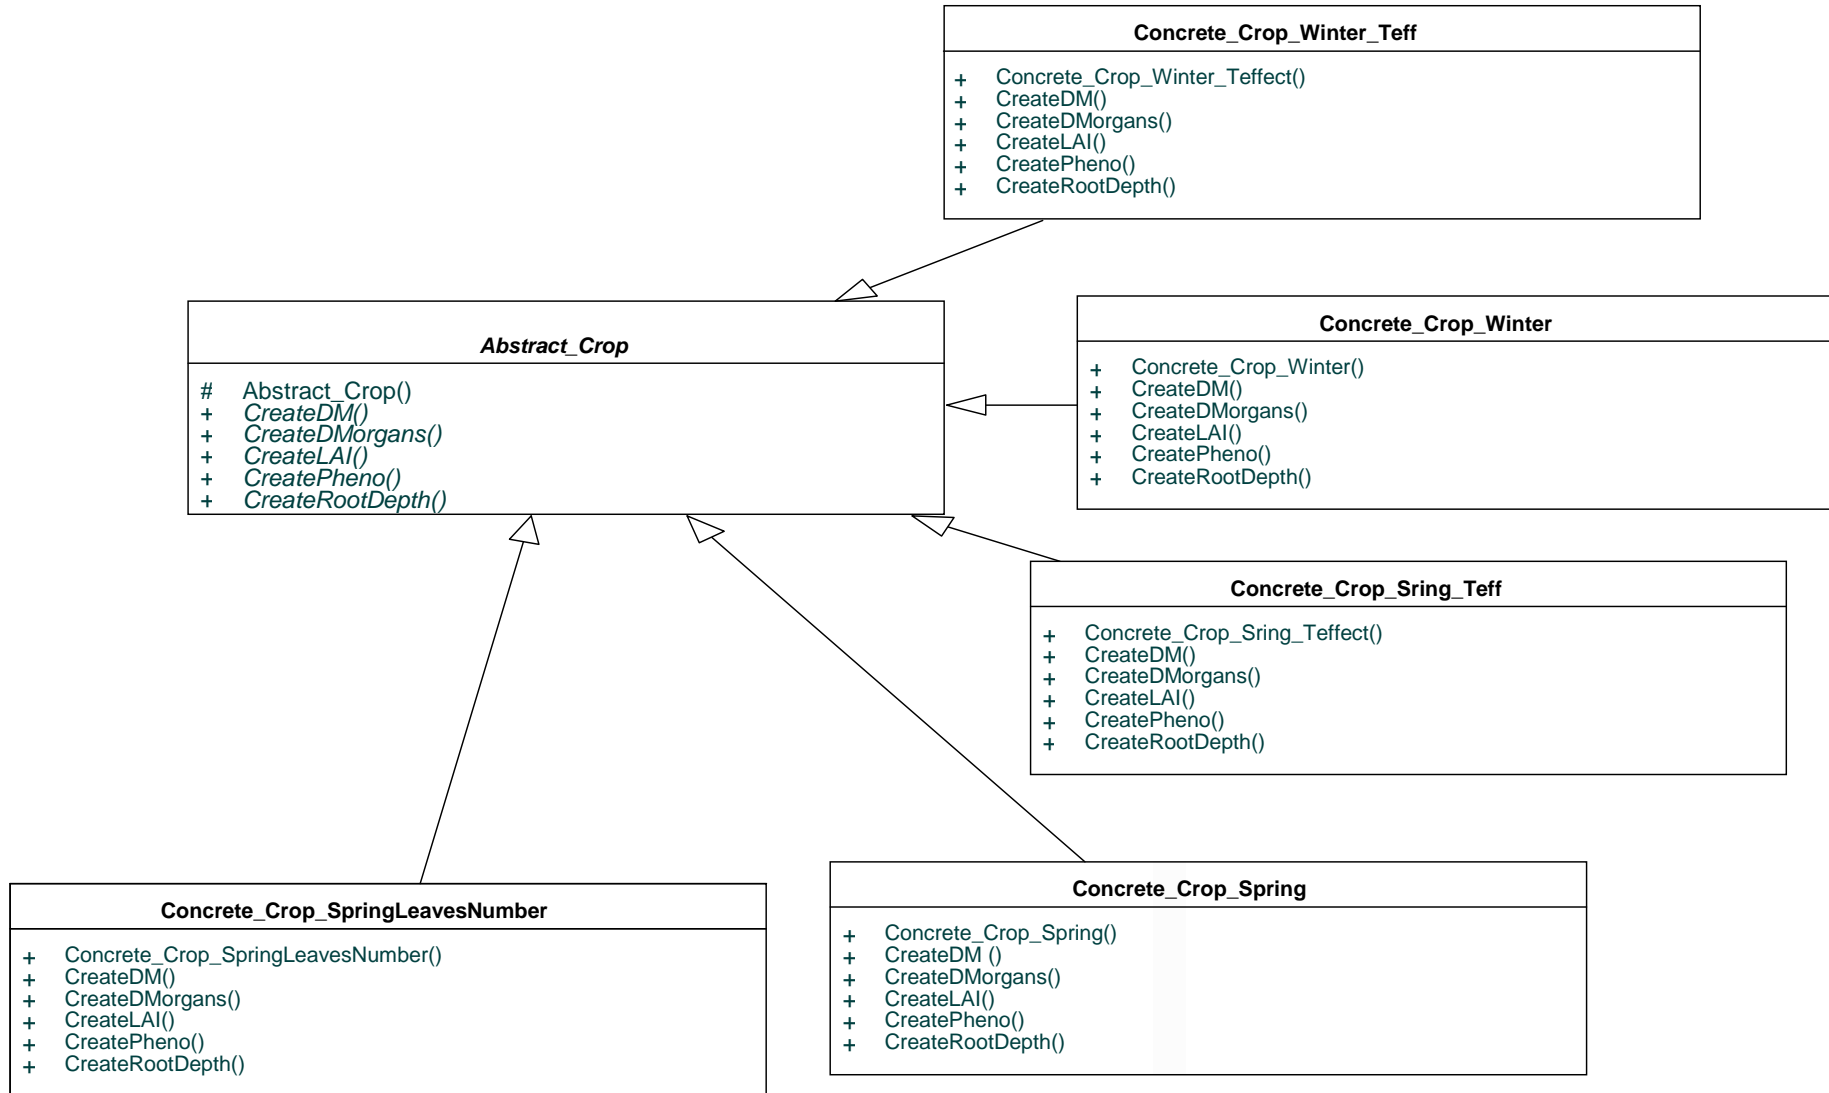 Concrete_Crop_Winter_Teff
+ Concrete_Crop_Winter_Teffect()
+ CreateDM()
+ CreateDMorgans()
+ CreateLAI()
+ CreatePheno()
+ CreateRootDepth()
Abstract_Crop
# Abstract_Crop()
+ CreateDM()
+ CreateDMorgans()
+ CreateLAI()
+ CreatePheno()
+ CreateRootDepth()
Concrete_Crop_Winter
+ Concrete_Crop_Winter()
+ CreateDM()
+ CreateDMorgans()
+ CreateLAI()
+ CreatePheno()
+ CreateRootDepth()
Concrete_Crop_Sring_Teff
+ Concrete_Crop_Sring_Teffect()
+ CreateDM()
+ CreateDMorgans()
+ CreateLAI()
+ CreatePheno()
+ CreateRootDepth()
Concrete_Crop_SpringLeavesNumber
+ Concrete_Crop_SpringLeavesNumber()
+ CreateDM()
+ CreateDMorgans()
+ CreateLAI()
+ CreatePheno()
+ CreateRootDepth()
Concrete_Crop_Spring
+ Concrete_Crop_Spring()
+ CreateDM ()
+ CreateDMorgans()
+ CreateLAI()
+ CreatePheno()
+ CreateRootDepth()